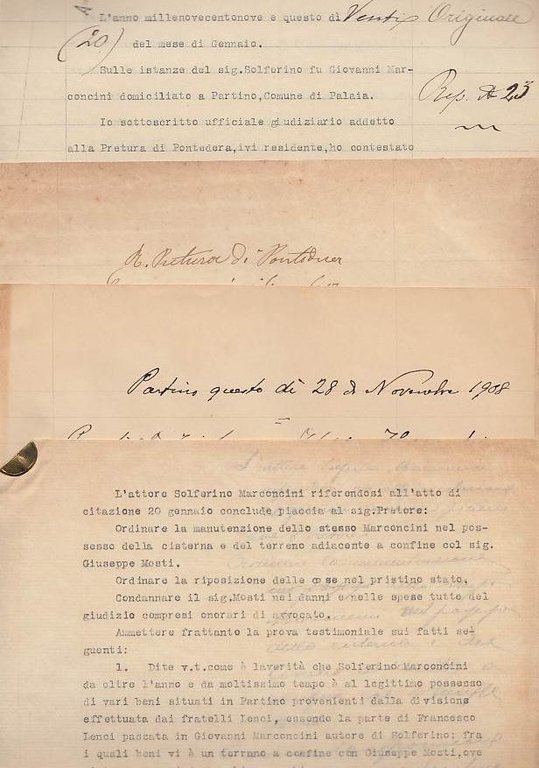 L'anno millenovecentonove e questo di Venti Originale
(20) del mese di Gennaio.
Sulle istanze del sig.Solferino fu Giovanni Mar-
concini domiciliato a Partino,Comune di Palaia.
Rep. N 23
Io sottoscritto ufficiale giudiziario addetto
alla Pretura di Pontedera,ivi residente,ho contestato
R. Pretura di Pontedera
Partino questo dì 28 di Novembre 1908
L'attore Solferino Marconcini riferendosi all'atto di
citazione 20 gennaio conclude piaccia al sig.Pretore:
Ordinare la manutenzione dello stesso Marconcini nel pos-
sesso della cisterna e del terreno adiacente a confine col sig.
Giuseppe Mosti.
Ordinare la riposizione delle cose nel pristino stato.
Condannare il sig.Mosti nei danni e nelle spese tutte del
giudizio compresi onorari di avvocato.
Ammettere frattanto la prova testimoniale sui fatti se-
guenti:
1. Dite v.t.come è laverità che Solferino Marconcini
da oltre l'anno e da moltissimo tempo è al legittimo possesso
di vari beni situati in Partino provenienti dalla divisione
effettuata dai fratelli Lenci, essendo la parte di Francesco
Lenci passata in Giovanni Marconcini autore di Solferino: fra
i quali beni vi è un terrano a confine con Giuseppe Mosti,ove